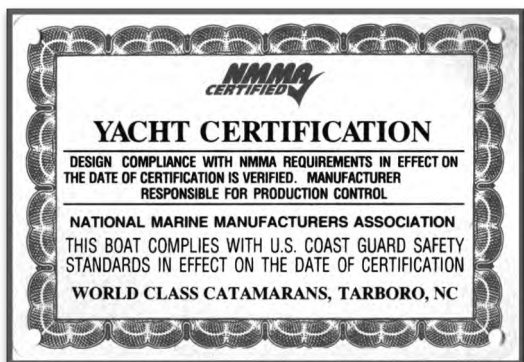 NMMA
CERTIFIED
YACHT CERTIFICATION
DESIGN COMPLIANCE WITH NMMA REQUIREMENTS IN EFFECT ON
THE DATE OF CERTIFICATION IS VERIFIED. MANUFACTURER
RESPONSIBLE FOR PRODUCTION CONTROL
NATIONAL MARINE MANUFACTURERS ASSOCIATION
THIS BOAT COMPLIES WITH U.S. COAST GUARD SAFETY
STANDARDS IN EFFECT ON THE DATE OF CERTIFICATION
WORLD CLASS CATAMARANS, TARBORO, NC